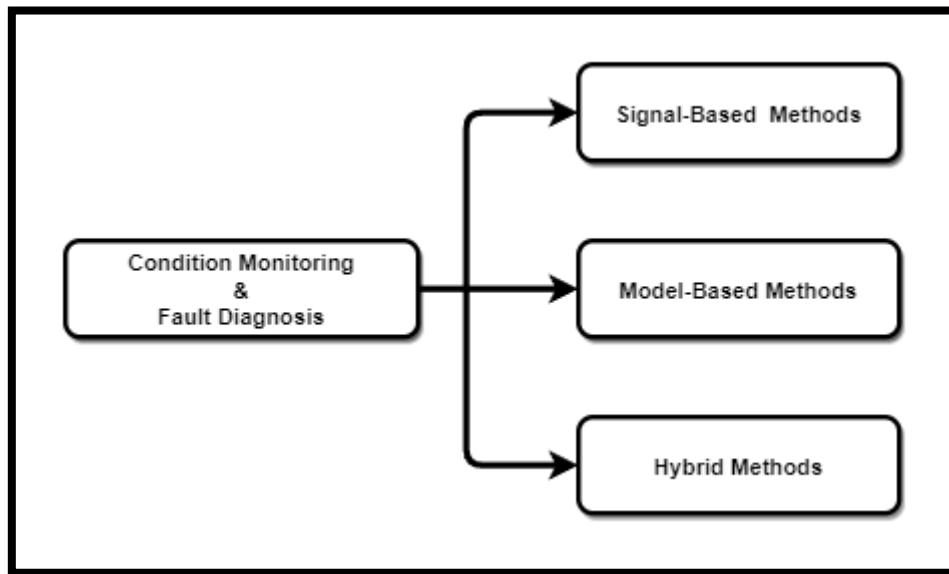 Signal-Based Methods
Condition Monitoring
&
Fault Diagnosis
Model-Based Methods
Hybrid Methods